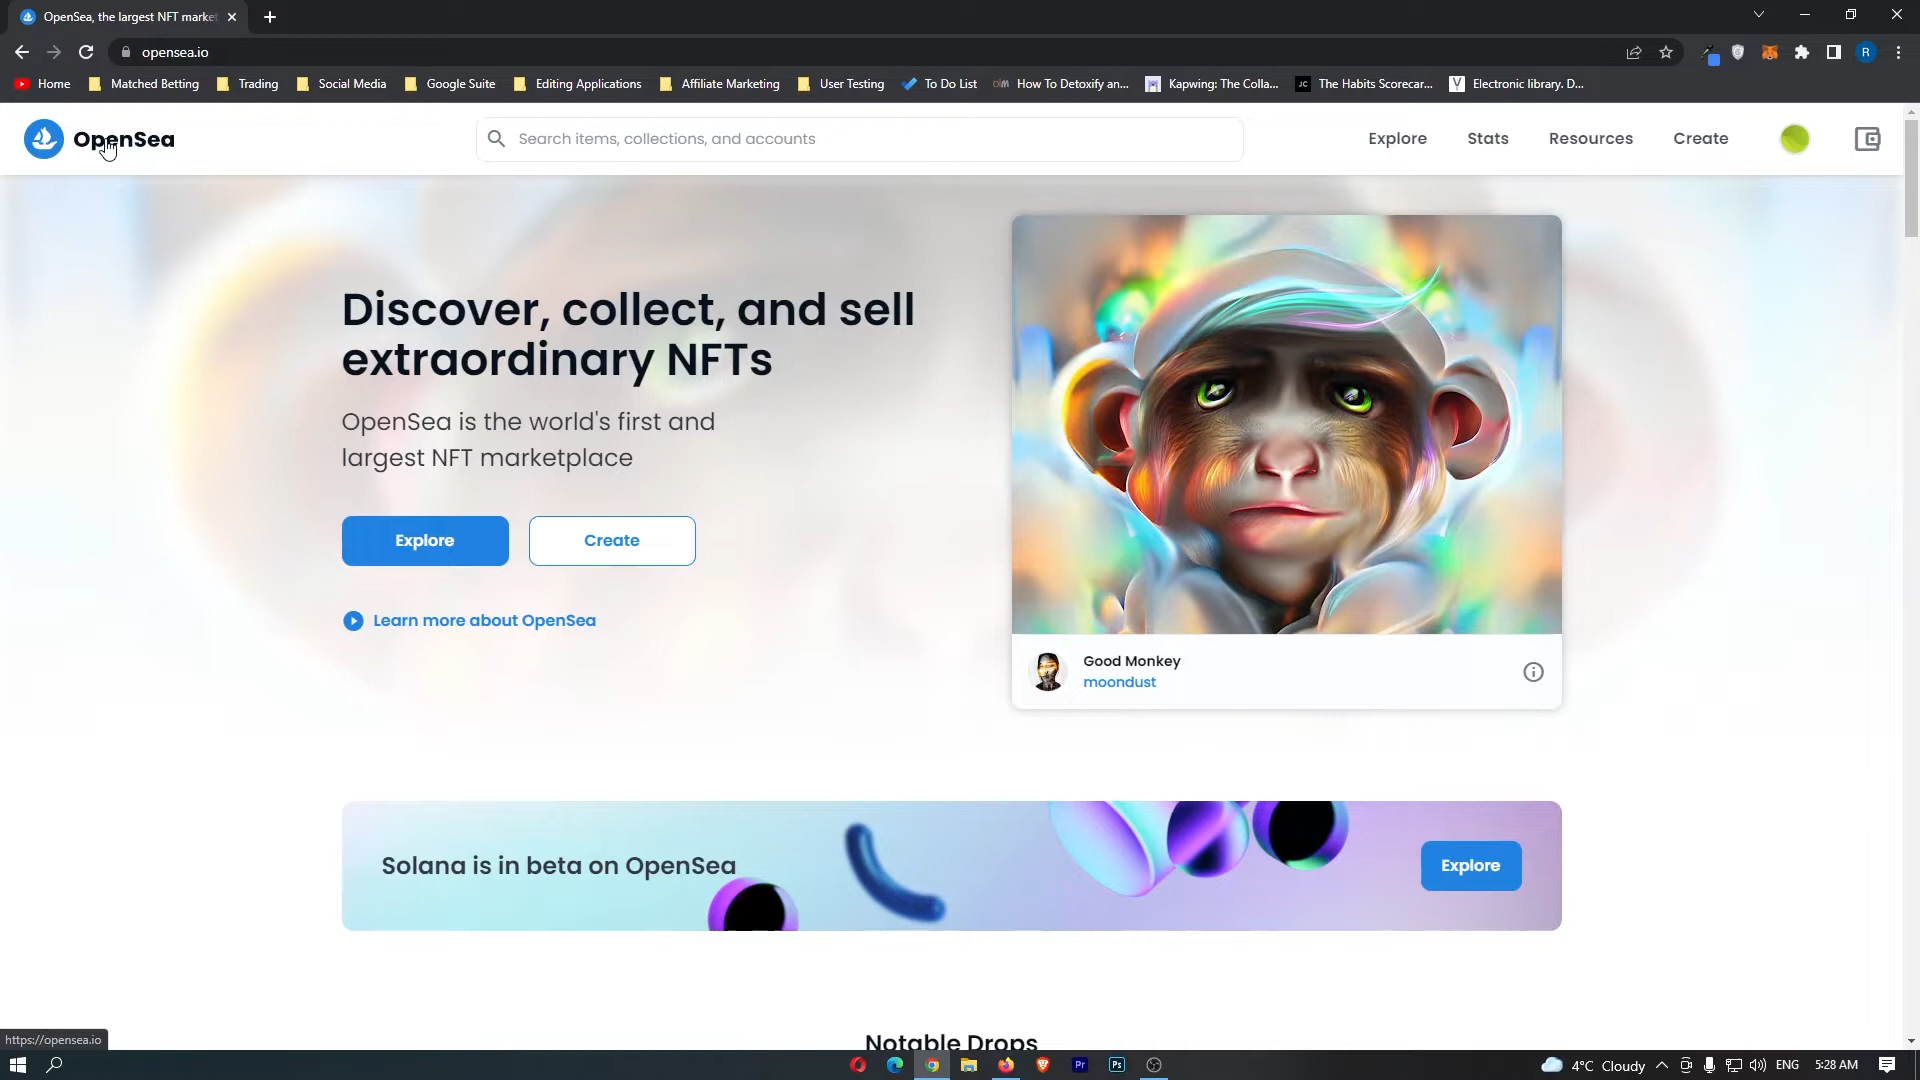 OpenSea, the largest NFT market
opensea.io
R
Home
Matched Betting
Trading
Social Media
Google Suite
Editing Applications
Affiliate Marketing
User Testing
To Do List
How To Detoxify an...
Kapwing: The Colla...
JC
The Habits Scorecar...
Electronic library. D...
OpenSea
Search items, collections, and accounts
Explore
Stats
Resources
Create
Discover, collect, and sell
extraordinary NFTs
OpenSea is the world's first and
largest NFT marketplace
Explore
Create
Learn more about OpenSea
Good Monkey
moondust
Solana is in beta on OpenSea
Explore
Notable Drops
https://opensea.io
Pr
Ps
4°C Cloudy
ENG
5:28 AM